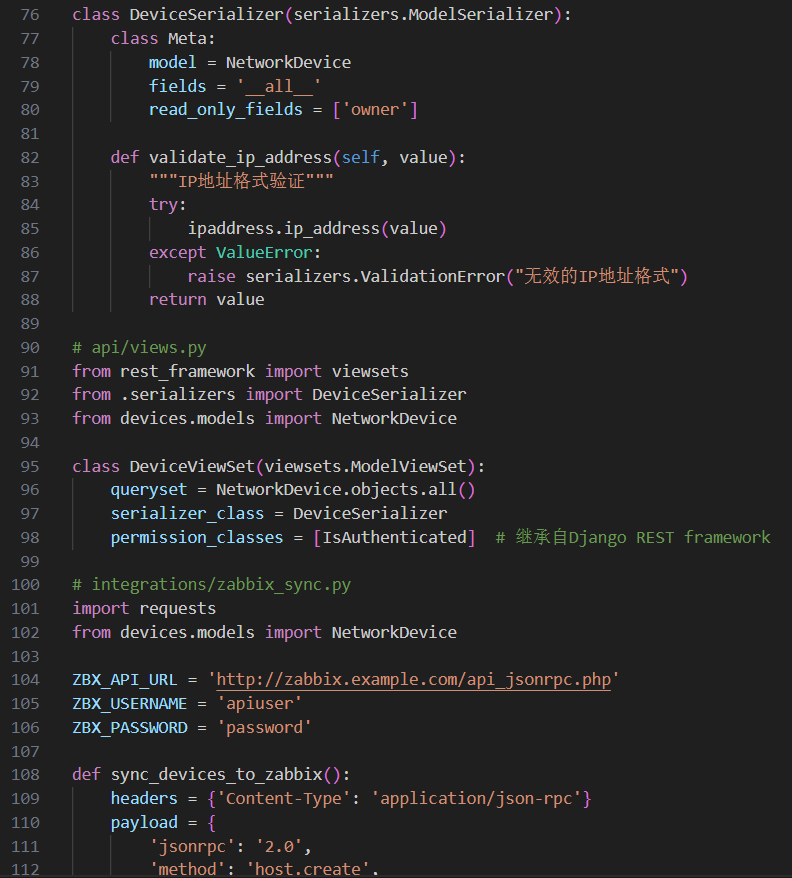 76 class DeviceSerializer(serializers.ModelSerializer):
77     class Meta:
78         model = NetworkDevice
79         fields = '__all__'
80         read_only_fields = ['owner']
81
82     def validate_ip_address(self, value):
83         """IP地址格式验证"""
84         try:
85             ipaddress.ip_address(value)
86         except ValueError:
87             raise serializers.ValidationError("无效的IP地址格式")
88         return value
89
90 # api/views.py
91 from rest_framework import viewsets
92 from .serializers import DeviceSerializer
93 from devices.models import NetworkDevice
94
95 class DeviceViewSet(viewsets.ModelViewSet):
96     queryset = NetworkDevice.objects.all()
97     serializer_class = DeviceSerializer
98     permission_classes = [IsAuthenticated]  # 继承自Django REST framework
99
100 # integrations/zabbix_sync.py
101 import requests
102 from devices.models import NetworkDevice
103
104 ZBX_API_URL = 'http://zabbix.example.com/api_jsonrpc.php'
105 ZBX_USERNAME = 'apiuser'
106 ZBX_PASSWORD = 'password'
107
108 def sync_devices_to_zabbix():
109     headers = {'Content-Type': 'application/json-rpc'}
110     payload = {
111         'jsonrpc': '2.0',
112         'method': 'host.create',